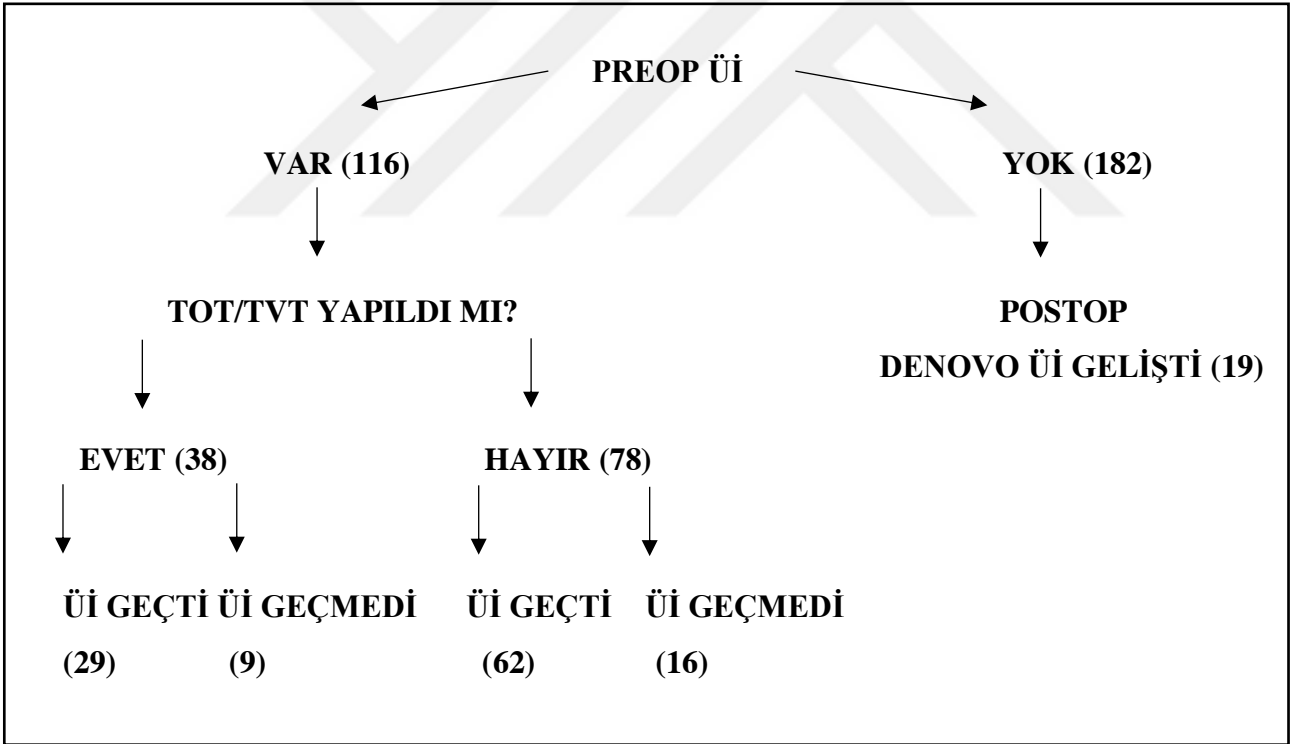 PREOP Üİ
VAR (116) YOK (182)
TOT/TVT YAPILDI MI? POSTOP
DENOVO Üİ GELİŞTİ (19)
EVET (38) HAYIR (78)
Üİ GEÇTİ Üİ GEÇMEDİ Üİ GEÇTİ Üİ GEÇMEDİ
(29) (9) (62) (16)